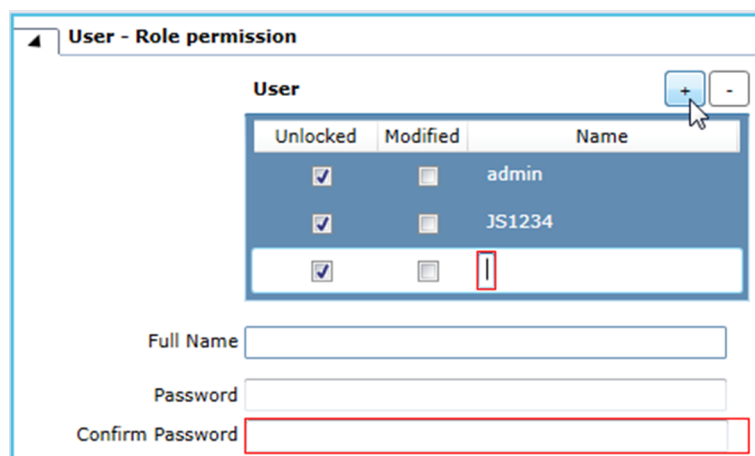 User - Role permission
User + -
Unlocked Modified Name
admin
JS1234
Full Name
Password
Confirm Password